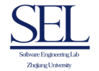 SEL
Software Engineering Lab
Zhejiang University